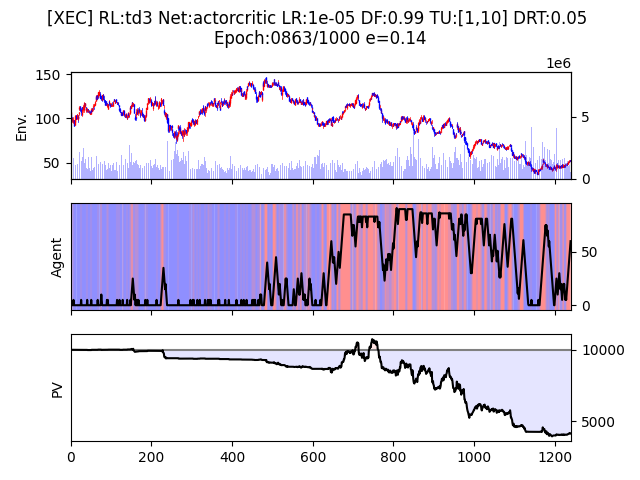 [XEC] RL:td3 Net:actorcritic LR:1e-05 DF:0.99 TU:[1,10] DRT:0.05
Epoch:0863/1000 e=0.14
1e6
150
100
50
Env.
5
0
Agent
50
0
PV
10000
5000
0 200 400 600 800 1000 1200